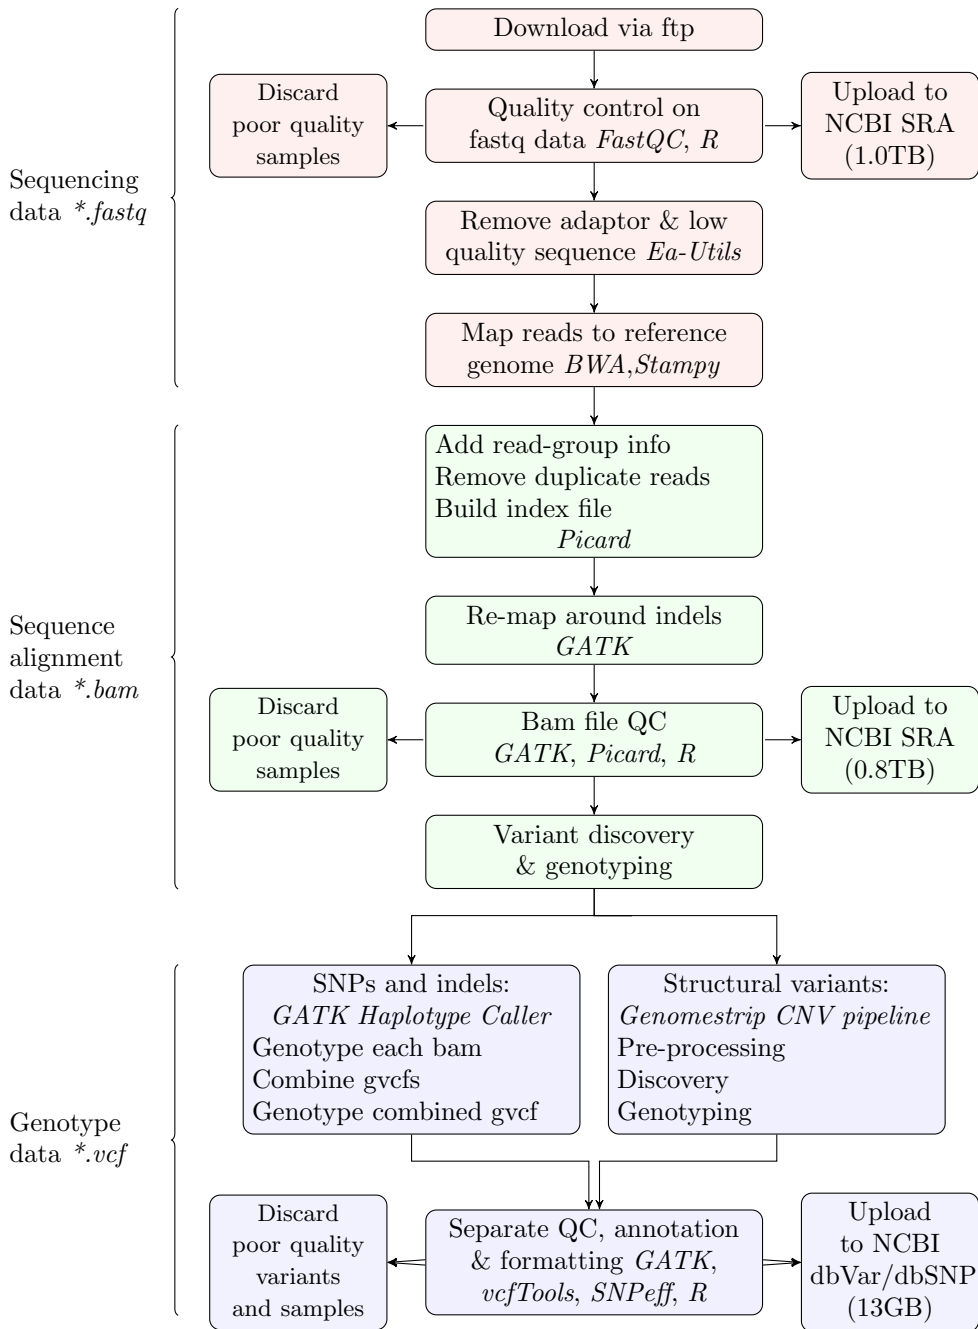 Download via ftp
Discard
poor quality
samples
Quality control on
fastq data FastQC, R
Upload to
NCBI SRA
(1.0TB)
Sequencing
data *.fastq
Remove adaptor & low
quality sequence Ea-Utils
Map reads to reference
genome BWA,Stampy
Add read-group info
Remove duplicate reads
Build index file
Picard
Sequence
alignment
data *.bam
Re-map around indels
GATK
Discard
poor quality
samples
Bam file QC
GATK, Picard, R
Upload to
NCBI SRA
(0.8TB)
Variant discovery
& genotyping
SNPs and indels:
GATK Haplotype Caller
Genotype each bam
Combine gvcfs
Genotype combined gvcf
Structural variants:
Genomestrip CNV pipeline
Pre-processing
Discovery
Genotyping
Genotype
data *.vcf
Discard
poor quality
variants
and samples
Separate QC, annotation
& formatting GATK,
vcfTools, SNPeff, R
Upload
to NCBI
dbVar/dbSNP
(13GB)